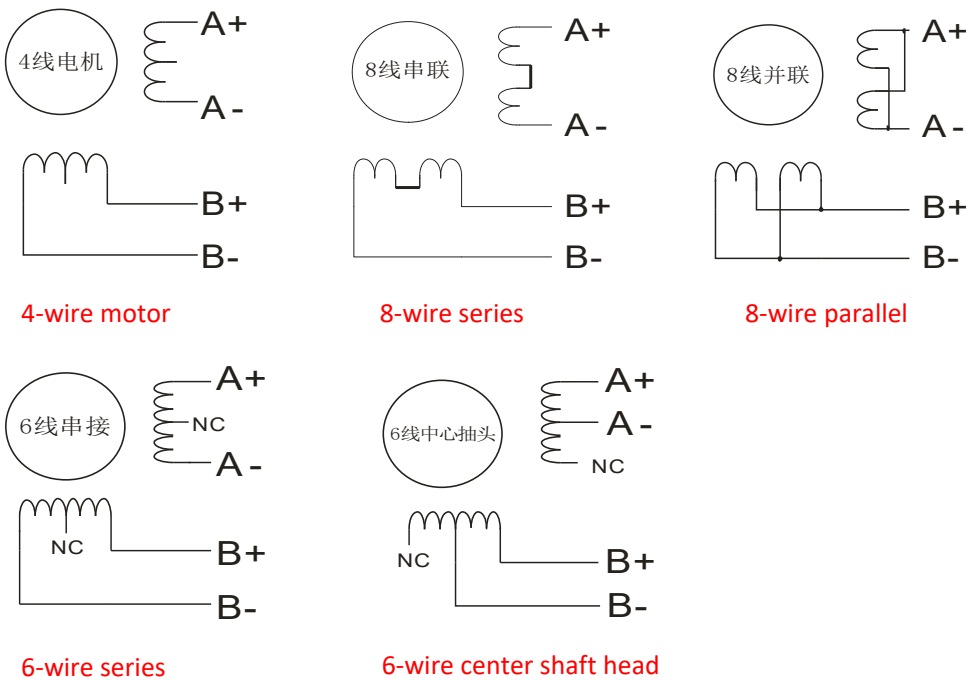 4线电机
A+
A-
B+
B-
4-wire motor
8线串联
A+
A-
B+
B-
8-wire series
8线并联
A+
A-
B+
B-
8-wire parallel
6线串接
A+
NC
A-
NC
B+
B-
6-wire series
6线中心抽头
A+
A-
NC
NC
B+
B-
6-wire center shaft head